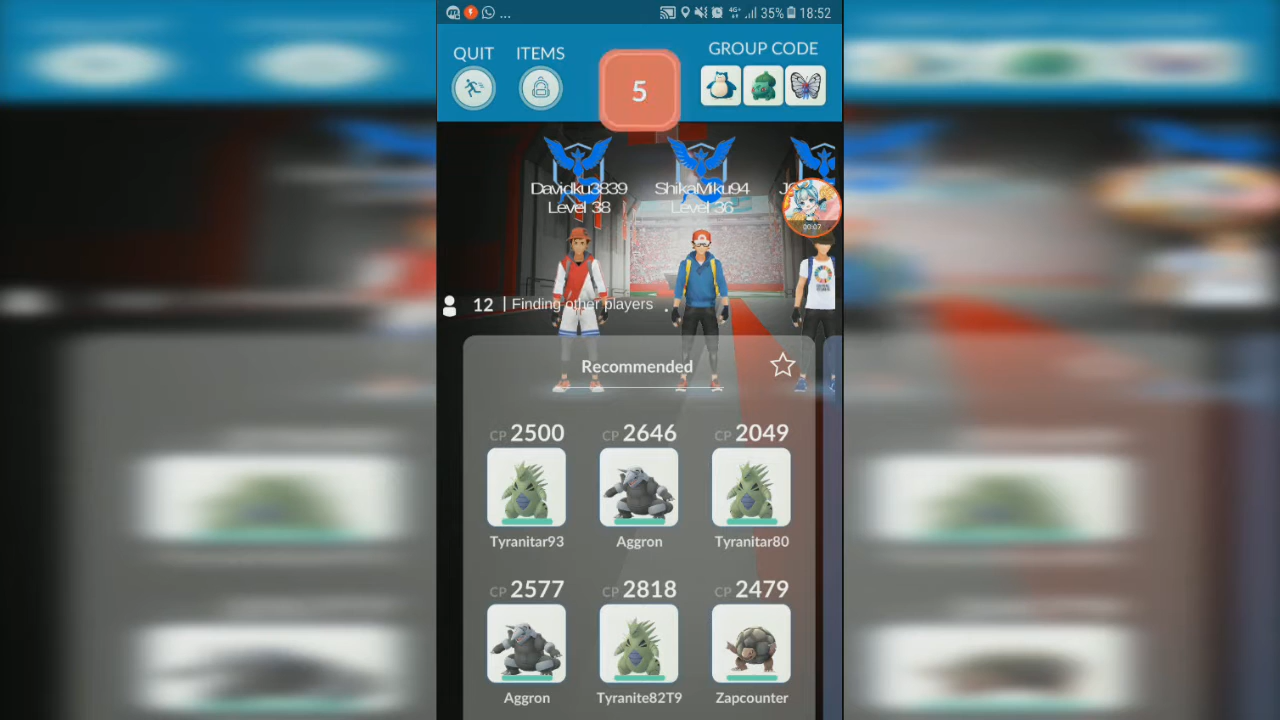 ... 4G+ 35% 18:52
QUIT ITEMS 5 GROUP CODE
Davidku3839 ShikaMiku94
Level 38 Level 36
00:07
12 | Finding other players .
Recommended
CP 2500 CP 2646 CP 2049
Tyranitar93 Aggron Tyranitar80
CP 2577 CP 2818 CP 2479
Aggron Tyranite82T9 Zapcounter